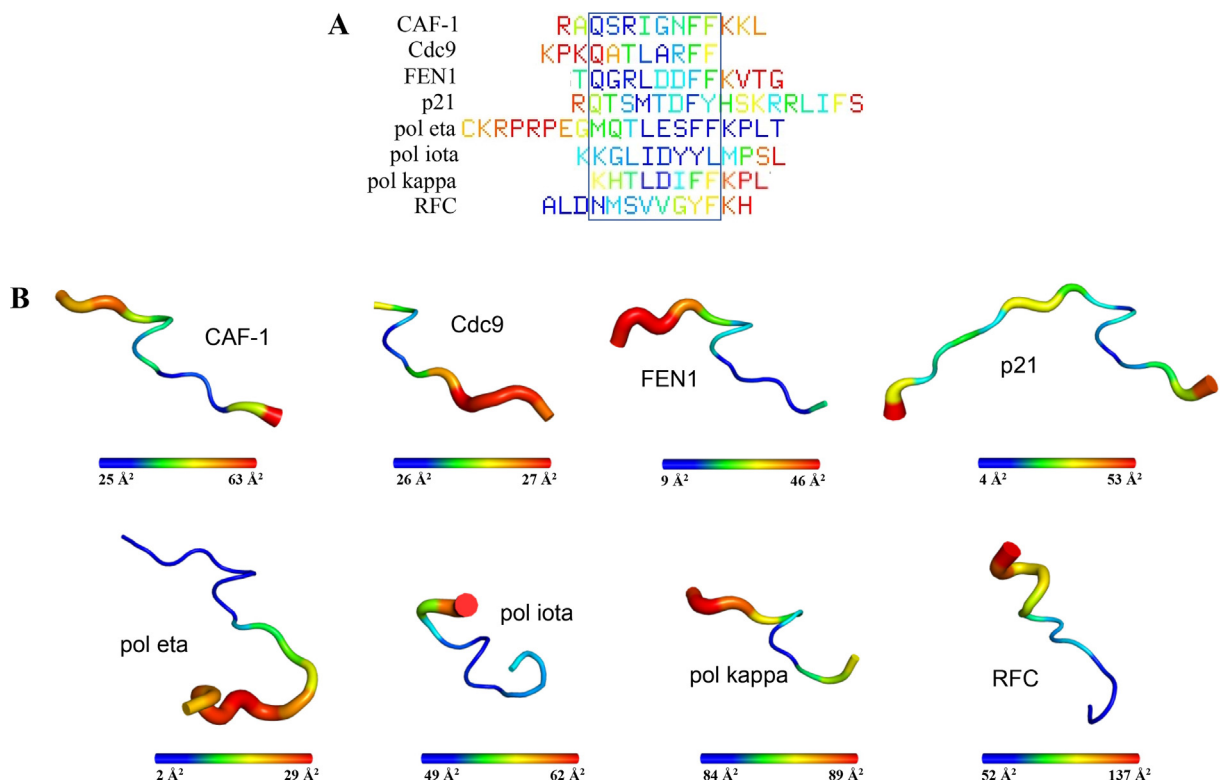 A
CAF-1 RAQSRIGNFFKKL
Cdc9 KPKQATLARFF
FEN1 TQGRLDDFFKVTG
p21 RQTSMTDFYHSKRRLIFS
pol eta CKRPRPEGMQTLESFFKPLT
pol iota KKGLIDYYLMPSL
pol kappa KHTLDIFFKPL
RFC ALDNMSVVGYFKH
B
CAF-1
Cdc9
FEN1
p21
25 Å² 63 Å²
26 Å² 27 Å²
9 Å² 46 Å²
4 Å² 53 Å²
pol eta
pol iota
pol kappa
RFC
2 Å² 29 Å²
49 Å² 62 Å²
84 Å² 89 Å²
52 Å² 137 Å²